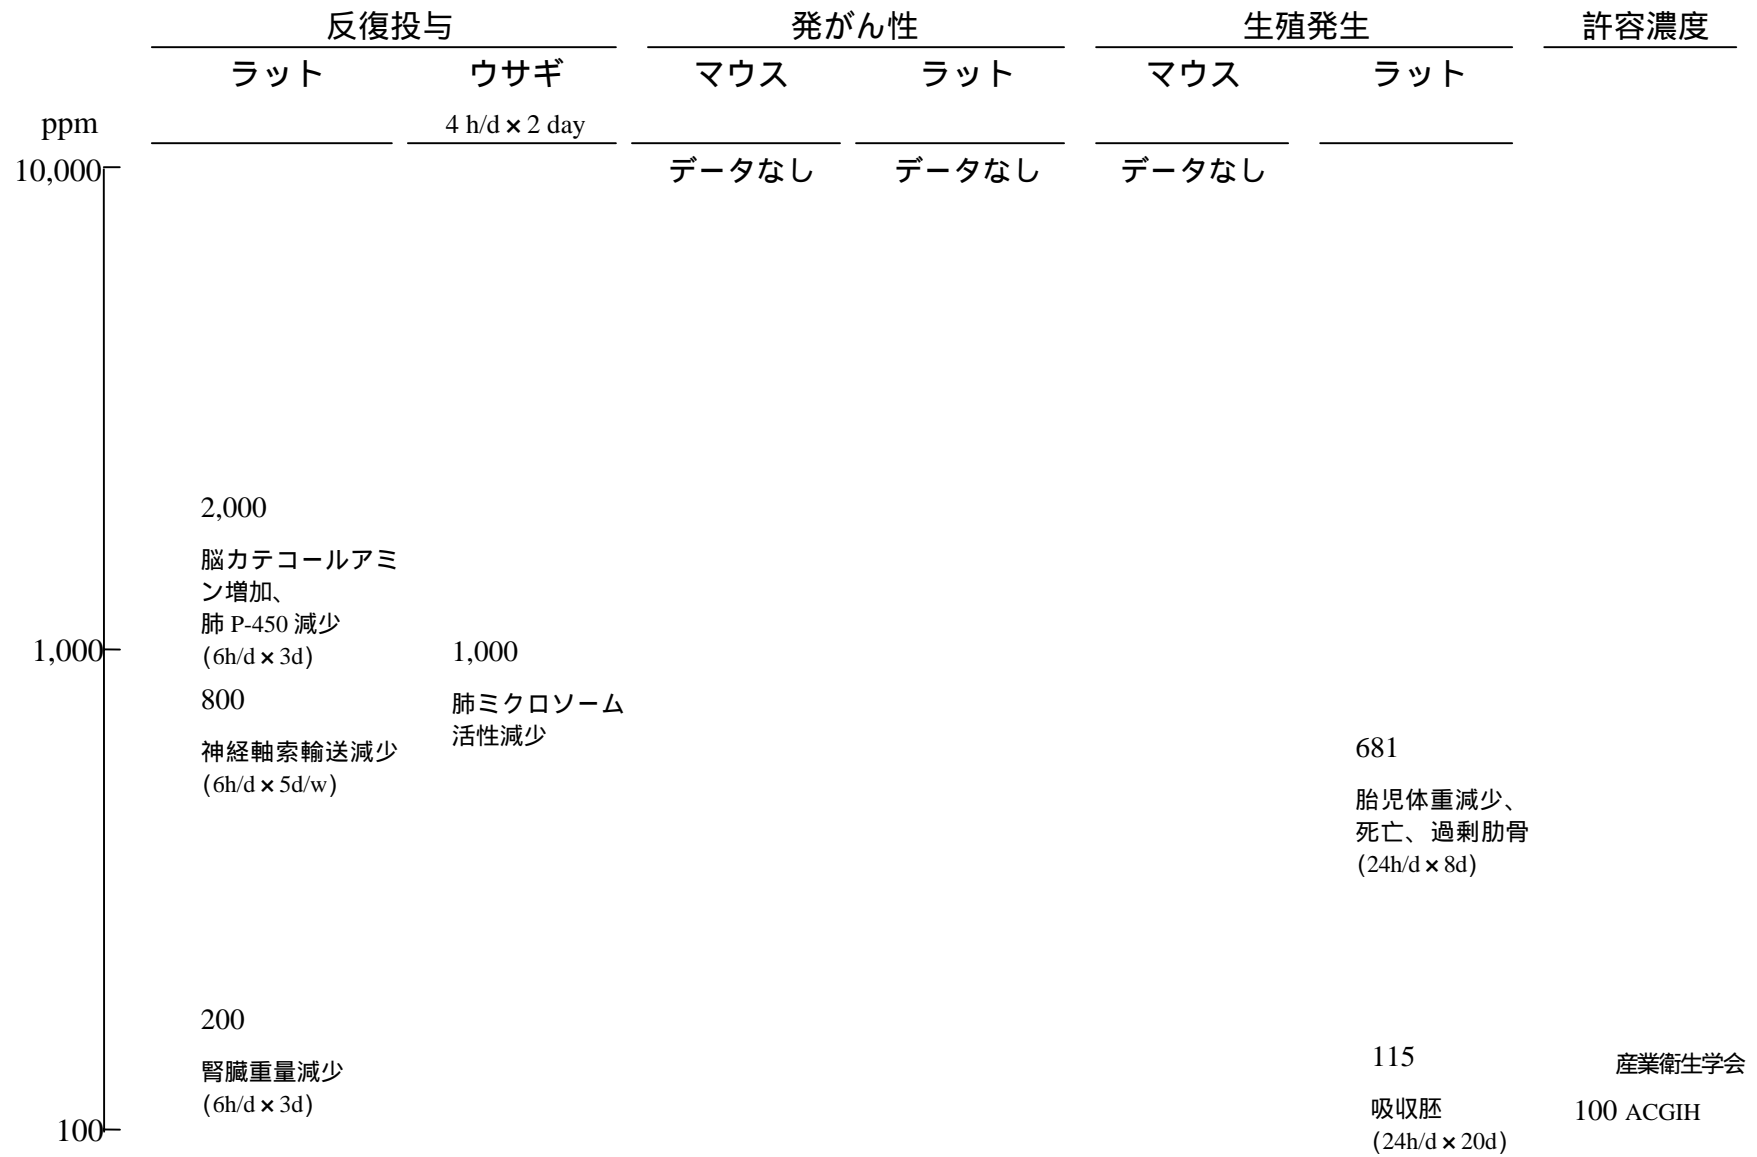 反復投与 発がん性 生殖発生 許容濃度
ラット ウサギ マウス ラット マウス ラット
ppm 4 h/d × 2 day
10,000 データなし データなし データなし
2,000
脳カテコールアミ
ン増加、
肺 P-450 減少
1,000 (6h/d × 3d) 1,000
800 肺ミクロソーム
活性減少
神経軸索輸送減少
(6h/d × 5d/w)
681
胎児体重減少、
死亡、過剰肋骨
(24h/d × 8d)
200
腎臓重量減少
(6h/d × 3d)
115 産業衛生学会
吸収胚 100 ACGIH
100 (24h/d × 20d)